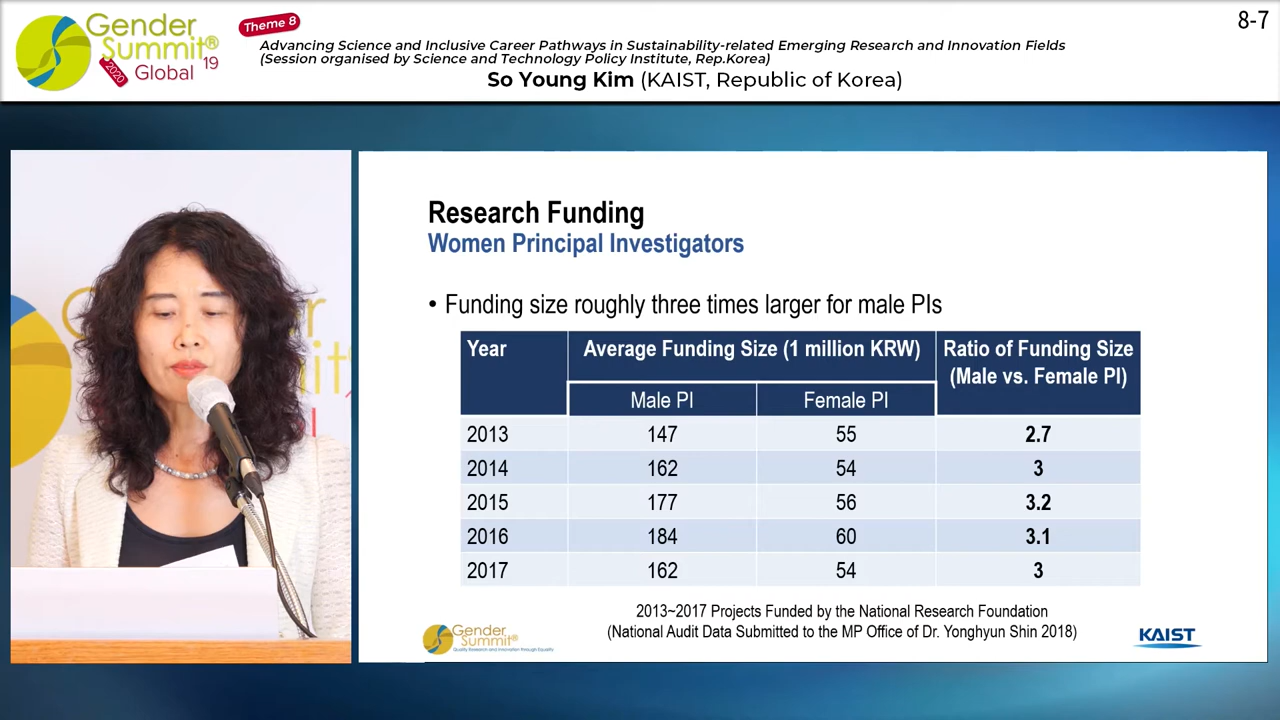 Gender
Summit®
Global 19
2020
Theme 8
Advancing Science and Inclusive Career Pathways in Sustainability-related Emerging Research and Innovation Fields
(Session organised by Science and Technology Policy Institute, Rep.Korea)
So Young Kim (KAIST, Republic of Korea)
8-7
Research Funding
Women Principal Investigators
• Funding size roughly three times larger for male PIs
Year Average Funding Size (1 million KRW) Ratio of Funding Size
(Male vs. Female PI)
Male PI Female PI
2013 147 55 2.7
2014 162 54 3
2015 177 56 3.2
2016 184 60 3.1
2017 162 54 3
2013~2017 Projects Funded by the National Research Foundation
(National Audit Data Submitted to the MP Office of Dr. Yonghyun Shin 2018)
Gender
Summit®
Quality Research and Innovation through Equality
KAIST